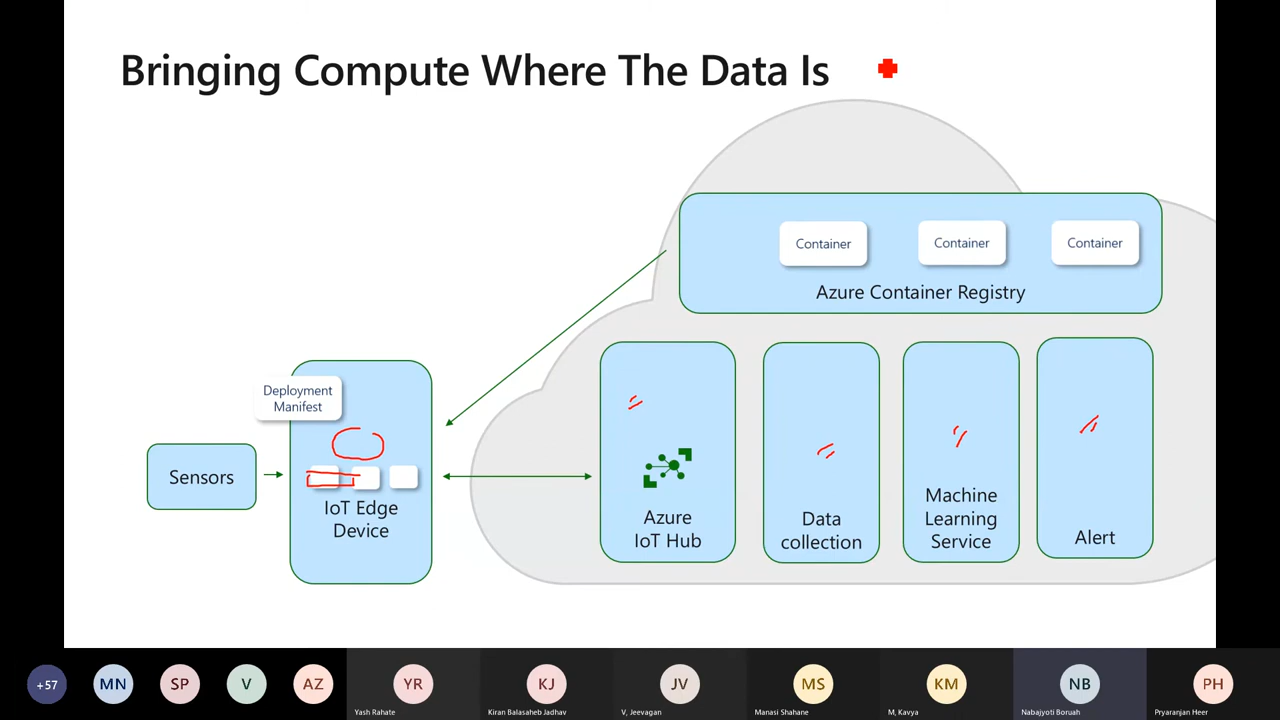 Bringing Compute Where The Data Is
Container
Container
Container
Azure Container Registry
Deployment
Manifest
Sensors
IoT Edge
Device
Azure
IoT Hub
Data
collection
Machine
Learning
Service
Alert
+57
MN
SP
V
AZ
YR
Yash Rahate
KJ
Kiran Balasaheb Jadhav
JV
V, Jeevagan
MS
Manasi Shahane
KM
M, Kavya
NB
Nabajyoti Boruah
PH
Pryaranjan Heer